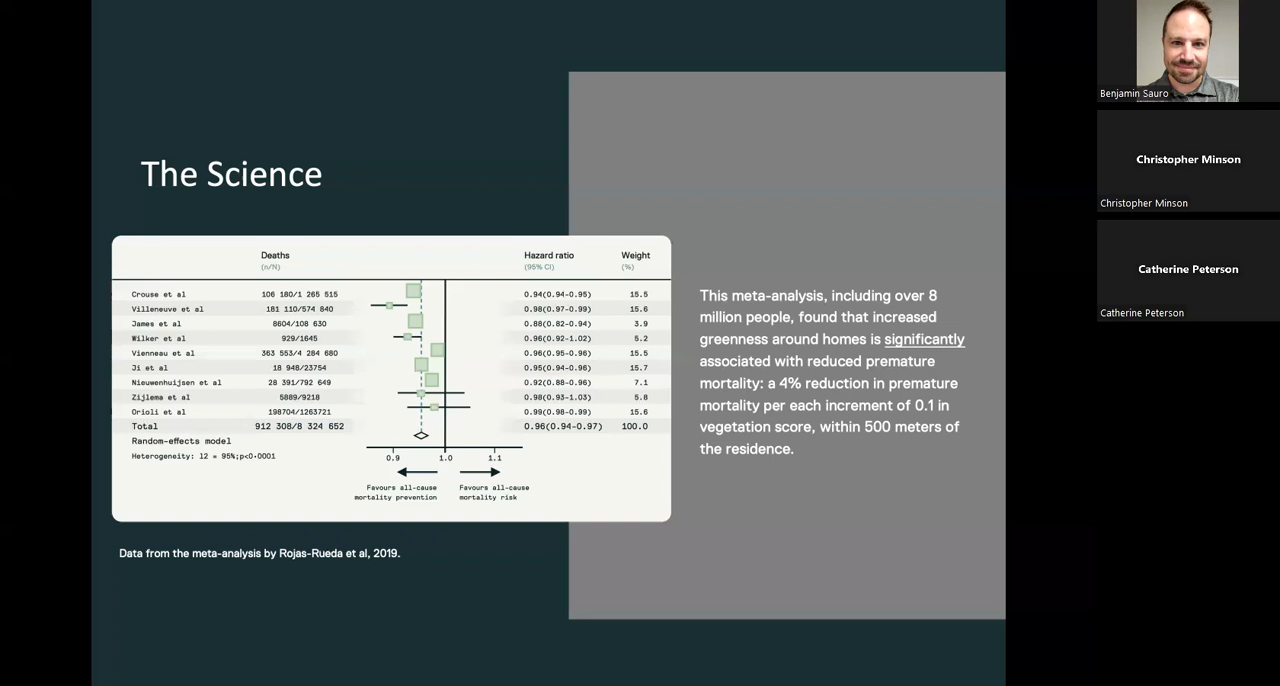 The Science
Deaths Hazard ratio Weight
(n/N) (95% CI) (%)
Crouse et al 106 180/1 265 515 0.94(0.94-0.95) 15.5
Villeneuve et al 181 110/574 840 0.98(0.97-0.99) 15.6
James et al 8604/108 630 0.88(0.82-0.94) 3.9
Wilker et al 929/1645 0.96(0.92-1.02) 5.2
Vienneau et al 363 553/4 284 680 0.96(0.95-0.96) 15.5
Ji et al 18 948/23754 0.95(0.94-0.96) 15.7
Nieuwenhuijsen et al 28 391/792 649 0.92(0.88-0.96) 7.1
Zijlema et al 5889/9218 0.98(0.93-1.03) 5.8
Orioli et al 198704/1263721 0.99(0.98-0.99) 15.6
Total 912 308/8 324 652 0.96(0.94-0.97) 100.0
Random-effects model
Heterogeneity: l2 = 95%;p<0·0001
0.9 1.0 1.1
Favours all-cause Favours all-cause
mortality prevention mortality risk
Data from the meta-analysis by Rojas-Rueda et al, 2019.
This meta-analysis, including over 8
million people, found that increased
greenness around homes is significantly
associated with reduced premature
mortality: a 4% reduction in premature
mortality per each increment of 0.1 in
vegetation score, within 500 meters of
the residence.
Benjamin Sauro
Christopher Minson
Christopher Minson
Catherine Peterson
Catherine Peterson